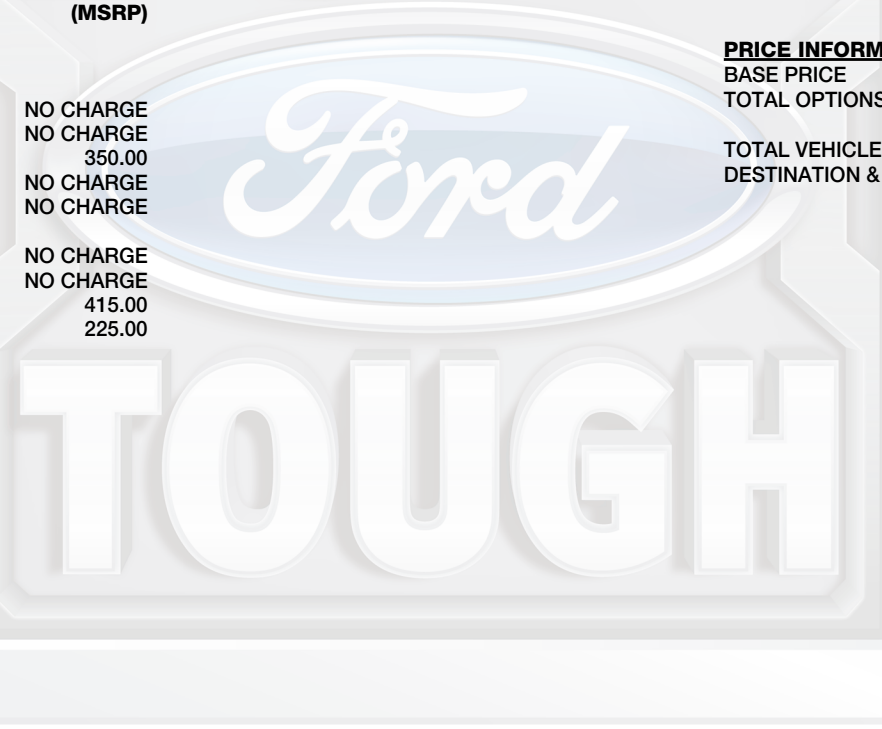 (MSRP)
NO CHARGE
NO CHARGE
350.00
NO CHARGE
NO CHARGE
NO CHARGE
NO CHARGE
415.00
225.00
PRICE INFORM
BASE PRICE
TOTAL OPTIONS
TOTAL VEHICLE
DESTINATION &
Ford
TOUGH